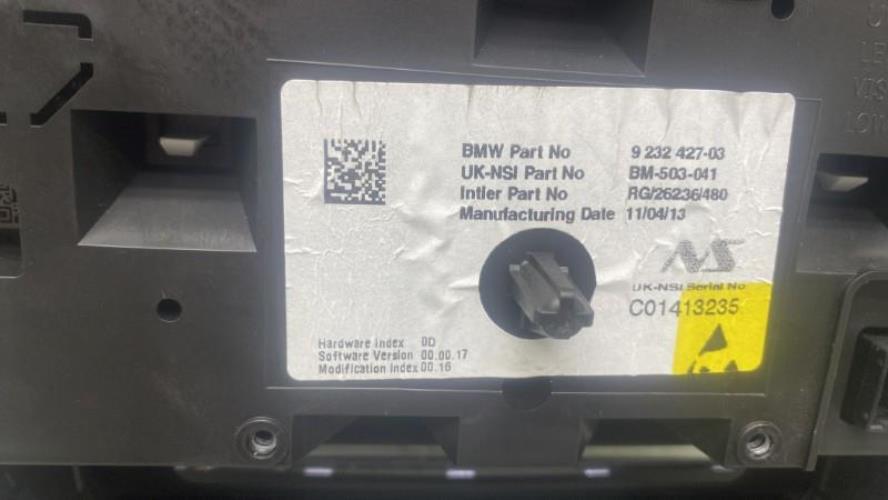 BMW Part No 9 232 427-03
UK-NSI Part No BM-503-041
Intier Part No RG/26236/480
Manufacturing Date 11/04/13
NS
UK-NSI Serial No
C01413235
Hardware Index 0D
Software Version 00.00.17
Modification Index 00.16